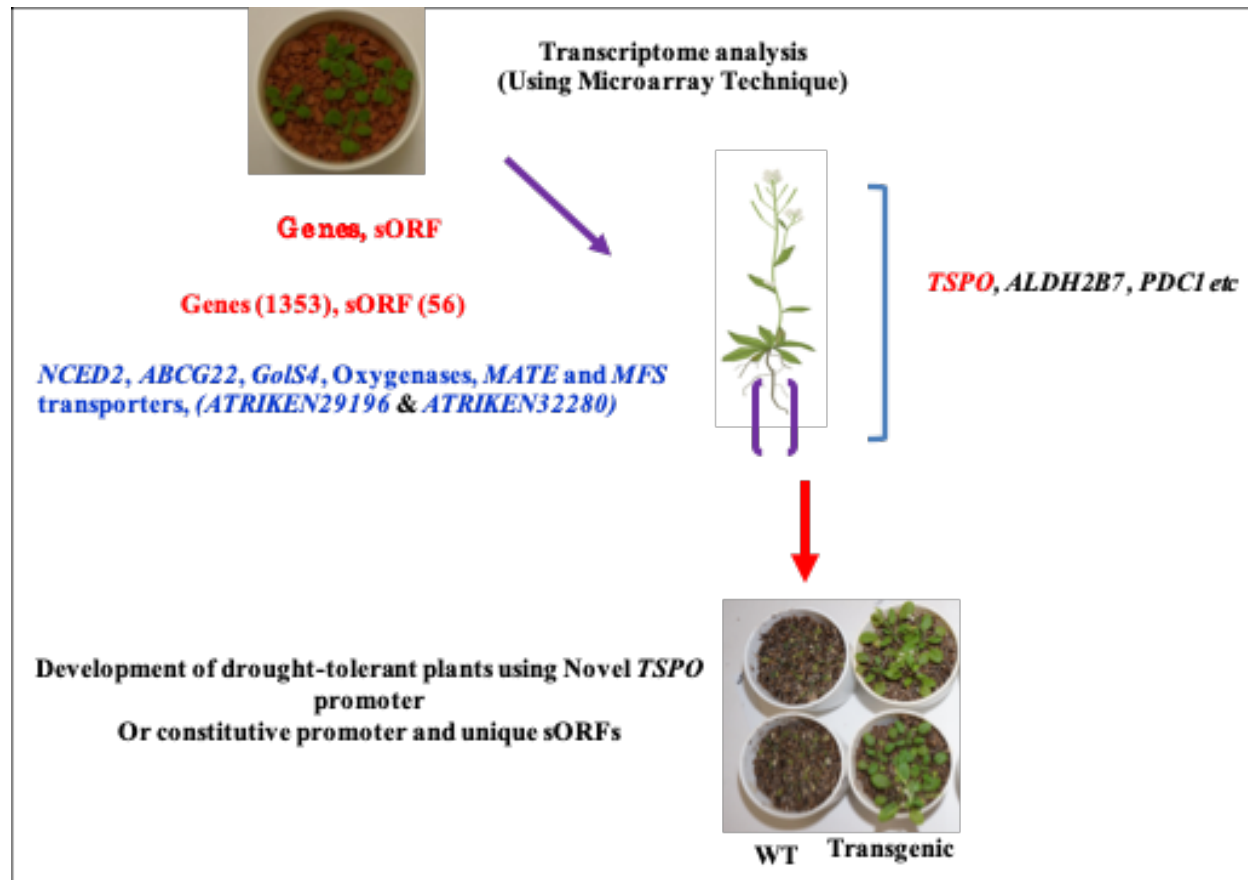 Transcriptome analysis
(Using Microarray Technique)
Genes, sORF
Genes (1353), sORF (56)
TSPO, ALDH2B7, PDC1 etc
NCED2, ABCG22, GolS4, Oxygenases, MATE and MFS
transporters, (ATRIKEN29196 & ATRIKEN32280)
Development of drought-tolerant plants using Novel TSPO
promoter
Or constitutive promoter and unique sORFs
WT Transgenic